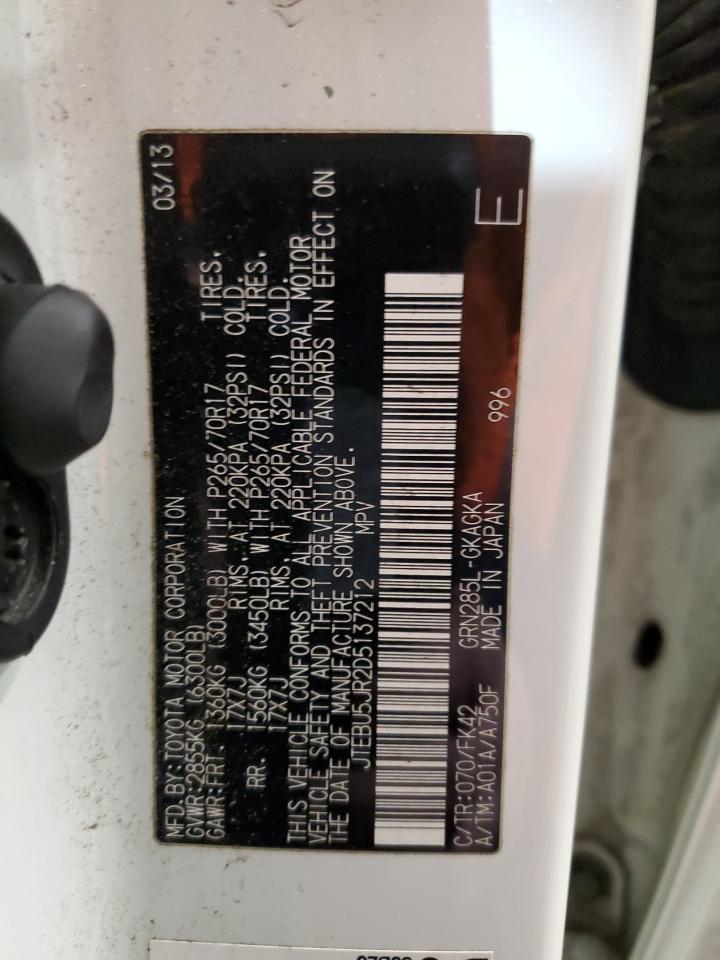 MFD.BY:TOYOTA MOTOR CORPORATION 03/13
GVWR:2855KG (6300LB)
GAWR:FRT. 1360KG (3000LB) WITH P265/70R17 TIRES,
17X7J RIMS, AT 220KPA (32PSI) COLD.
RR. 1560KG (3450LB) WITH P265/70R17 TIRES,
17X7J RIMS, AT 220KPA (32PSI) COLD.
THIS VEHICLE CONFORMS TO ALL APPLICABLE FEDERAL MOTOR
VEHICLE SAFETY AND THEFT PREVENTION STANDARDS IN EFFECT ON
THE DATE OF MANUFACTURE SHOWN ABOVE.
JTEBU5JR2D5137212 MPV
C/TR:070/FK42 GRN285L-GKAGKA 996 E
A/TM:A01A/A750F MADE IN JAPAN